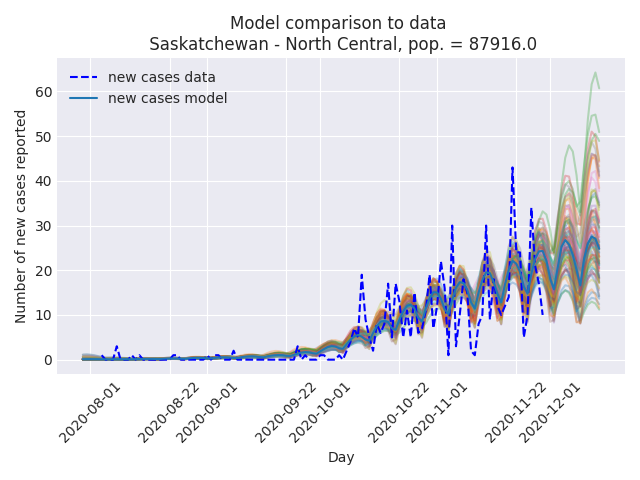 Model comparison to data
Saskatchewan - North Central, pop. = 87916.0
new cases data
new cases model
Number of new cases reported
60
50
40
30
20
10
0
2020-08-01
2020-08-22
2020-09-01
2020-09-22
2020-10-01
2020-10-22
2020-11-01
2020-11-22
2020-12-01
Day